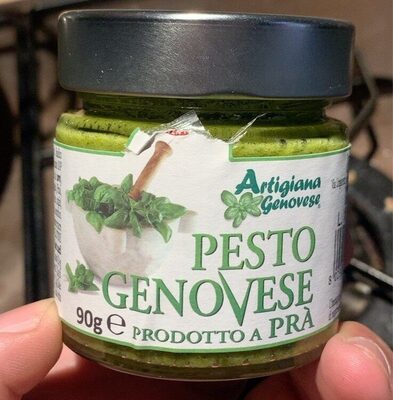 Artigiana
Genovese
PESTO
GENOVESE
90g℮ PRODOTTO A PRÀ